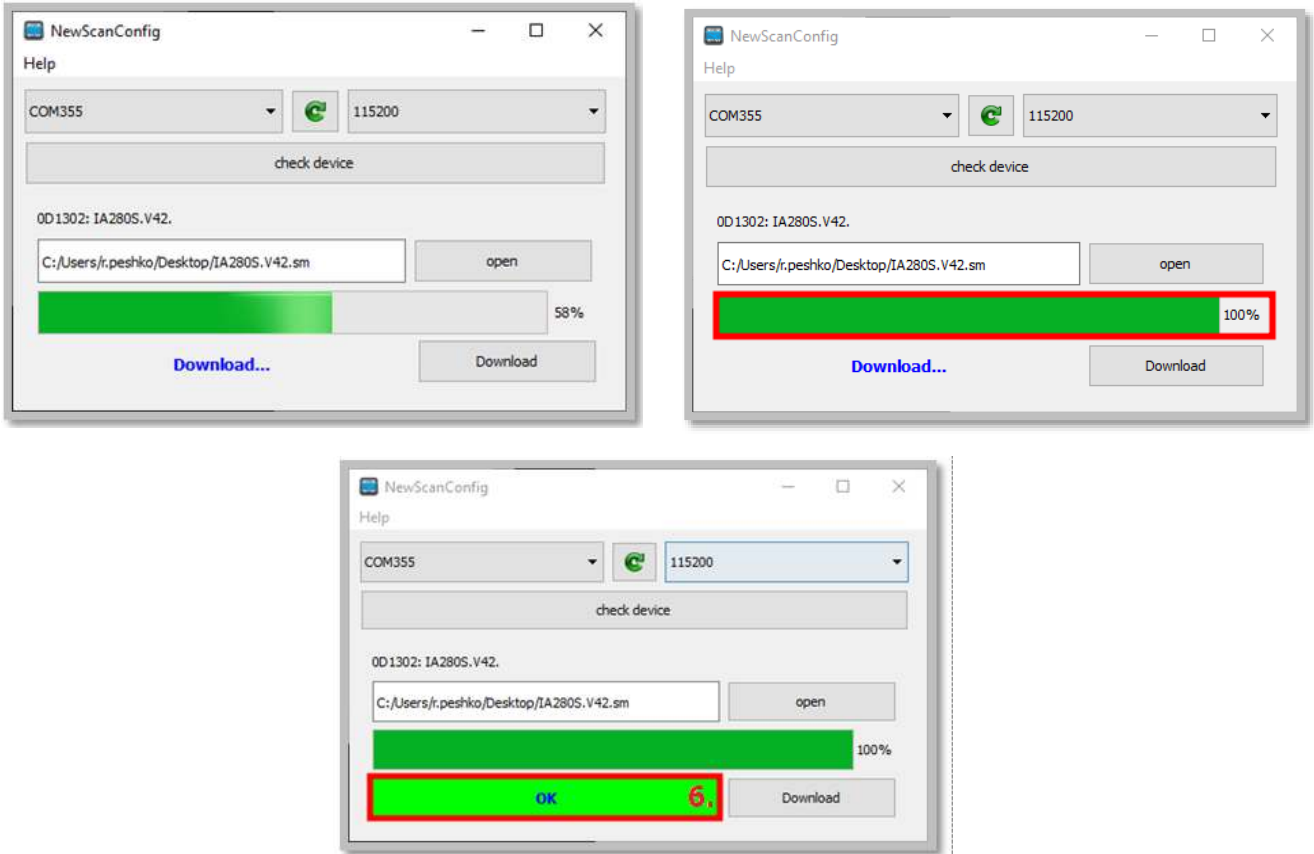 NewScanConfig
Help
COM355 115200
check device
0D1302: IA280S.V42.
C:/Users/r.peshko/Desktop/IA280S.V42.sm open
58%
Download... Download
NewScanConfig
Help
COM355 115200
check device
0D1302: IA280S.V42.
C:/Users/r.peshko/Desktop/IA280S.V42.sm open
100%
Download... Download
NewScanConfig
Help
COM355 115200
check device
0D1302: IA280S.V42.
C:/Users/r.peshko/Desktop/IA280S.V42.sm open
100%
OK 6. Download